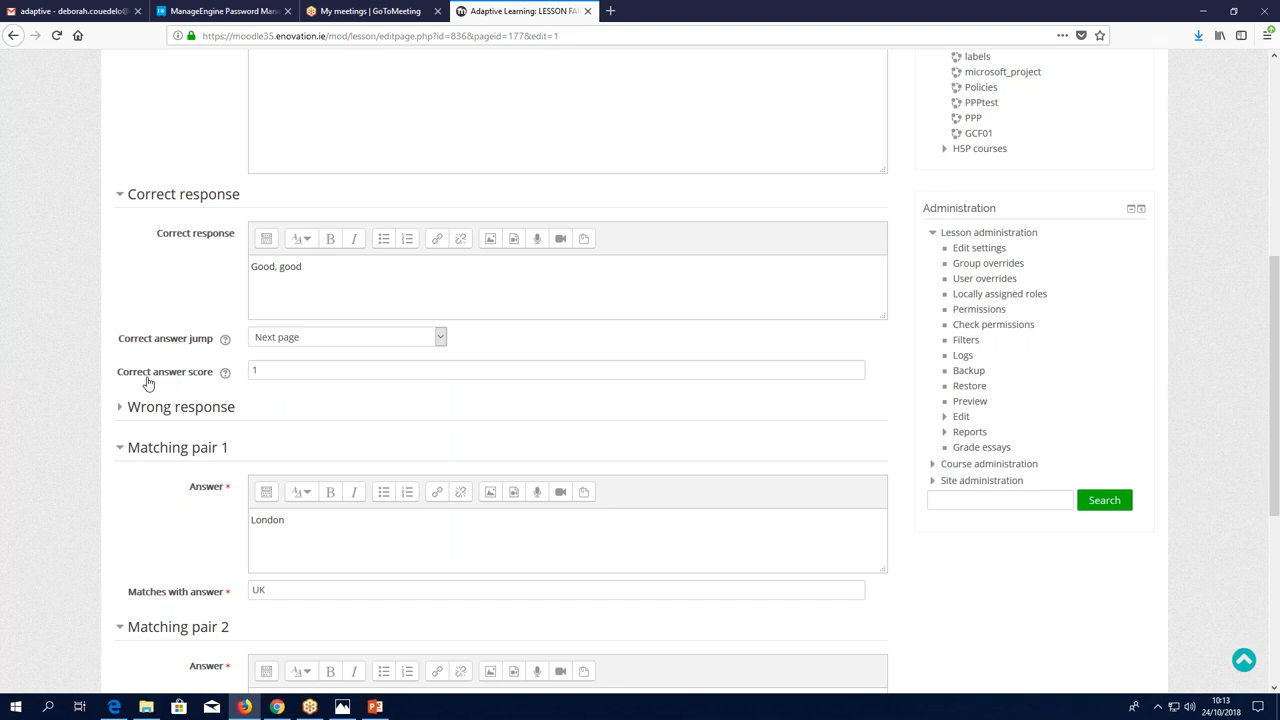 adaptive - deborah.couedelo@
ManageEngine Password Man
My meetings | GoToMeeting
Adaptive Learning: LESSON FAI
https://moodle35.enovation.ie/mod/lesson/editpage.php?id=836&pageid=177&edit=1
labels
microsoft_project
Policies
PPPtest
PPP
GCF01
H5P courses
Correct response
Correct response
Good, good
Correct answer jump
Next page
Correct answer score
1
Wrong response
Matching pair 1
Answer *
London
Matches with answer *
UK
Matching pair 2
Answer *
Administration
Lesson administration
Edit settings
Group overrides
User overrides
Locally assigned roles
Permissions
Check permissions
Filters
Logs
Backup
Restore
Preview
Edit
Reports
Grade essays
Course administration
Site administration
Search
10:13
24/10/2018